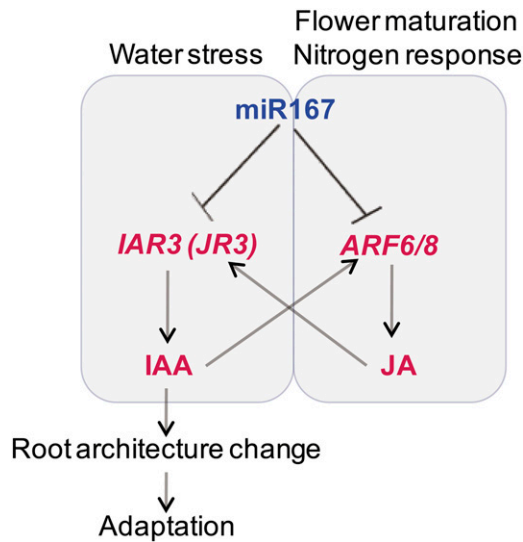 Flower maturation
Water stress Nitrogen response
miR167
IAR3 (JR3) ARF6/8
IAA JA
Root architecture change
Adaptation